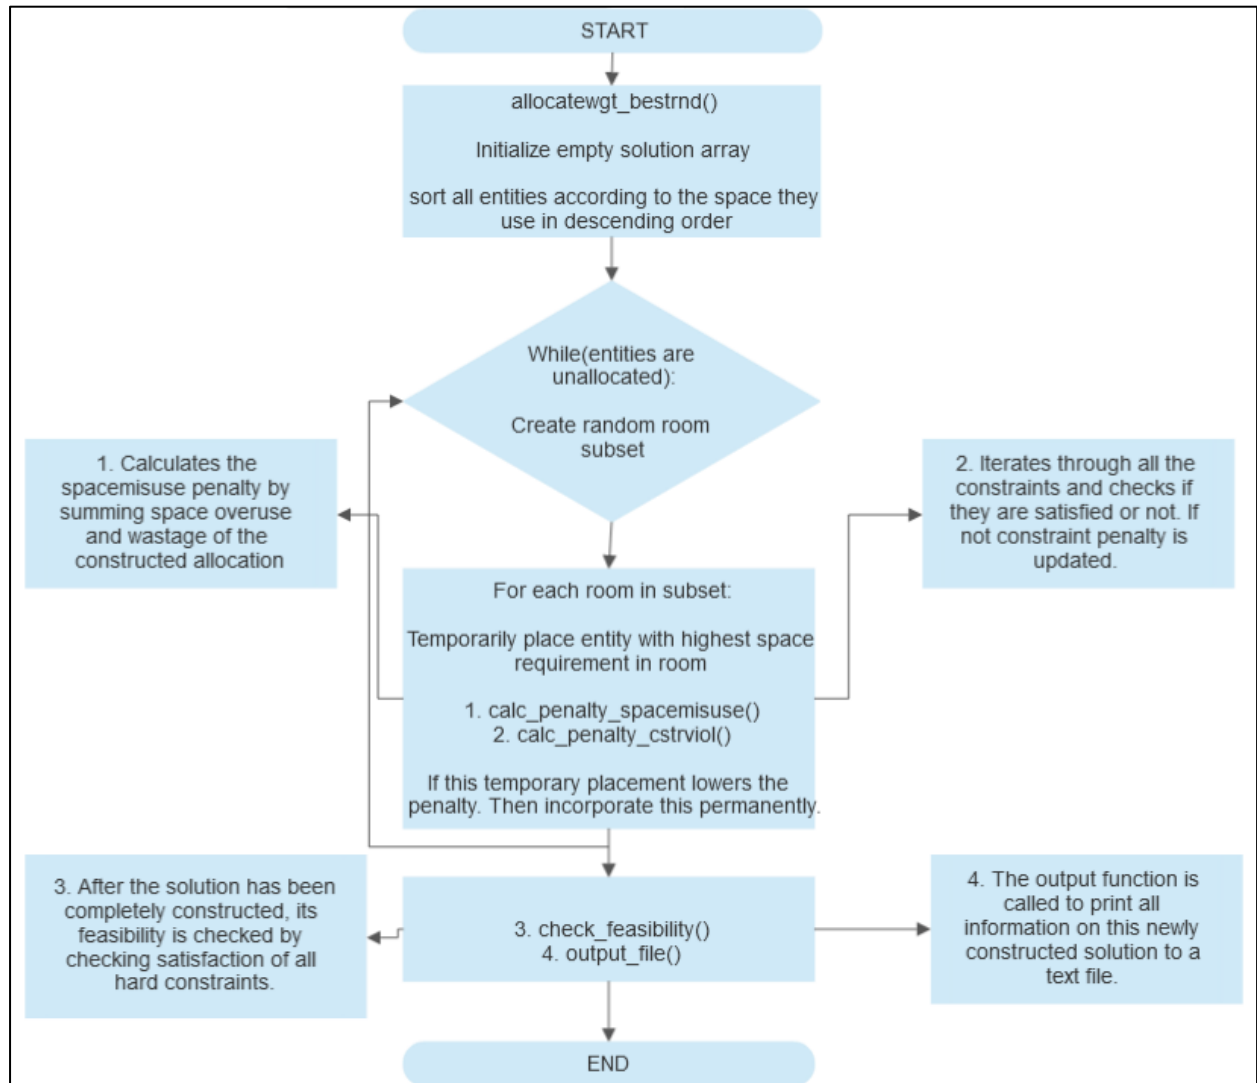 START
allocatewgt_bestrnd()
Initialize empty solution array
sort all entities according to the space they
use in descending order
While(entities are
unallocated):
Create random room
subset
1. Calculates the
spacemisuse penalty by
summing space overuse
and wastage of the
constructed allocation
2. Iterates through all the
constraints and checks if
they are satisfied or not. If
not constraint penalty is
updated.
For each room in subset:
Temporarily place entity with highest space
requirement in room
1. calc_penalty_spacemisuse()
2. calc_penalty_cstrviol()
If this temporary placement lowers the
penalty. Then incorporate this permanently.
3. After the solution has been
completely constructed, its
feasibility is checked by
checking satisfaction of all
hard constraints.
3. check_feasibility()
4. output_file()
4. The output function is
called to print all
information on this newly
constructed solution to a
text file.
END